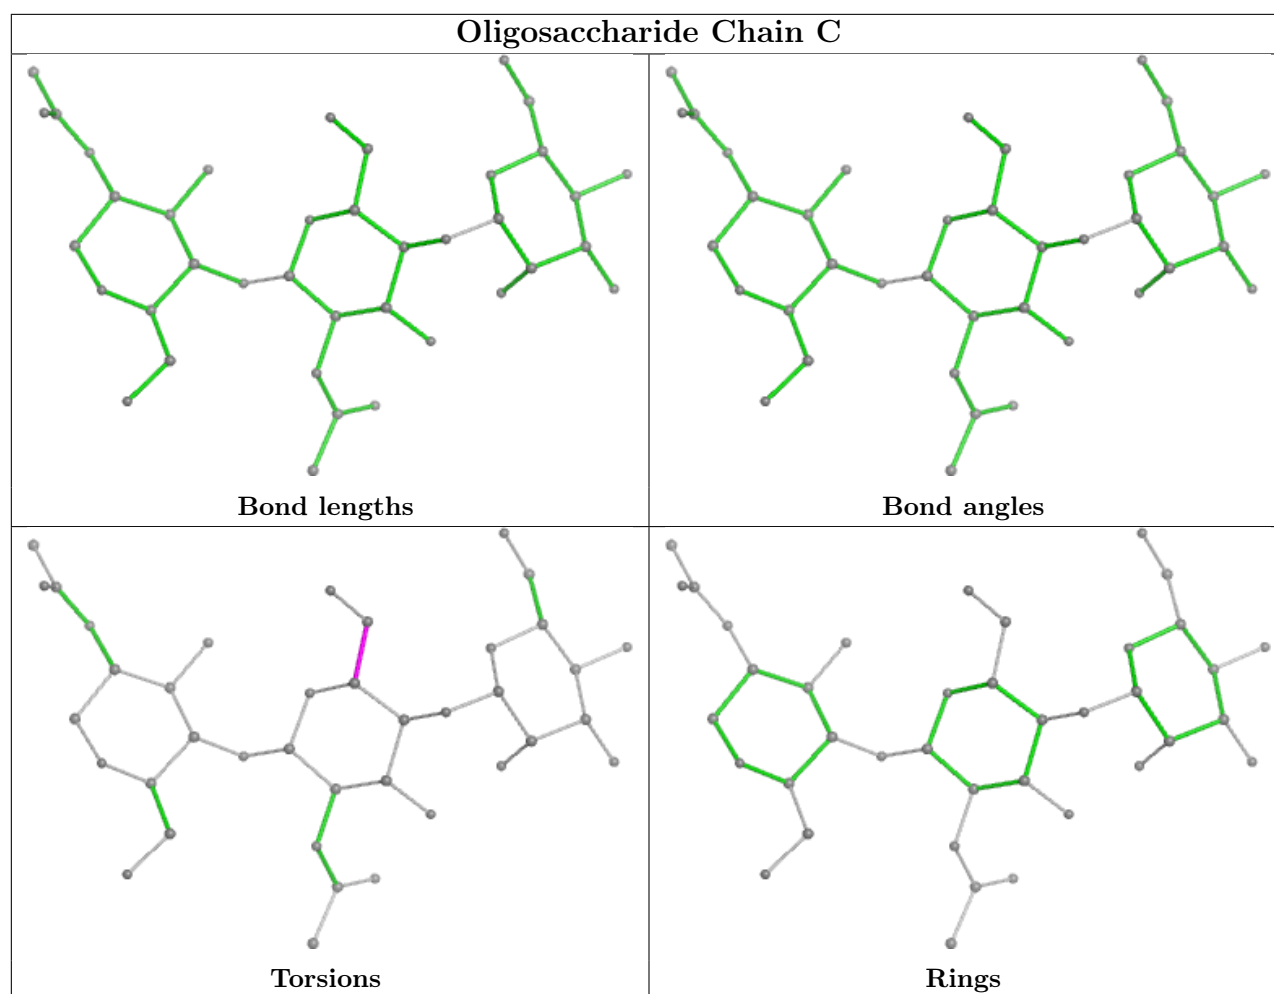 Oligosaccharide Chain C
Bond lengths
Bond angles
Torsions
Rings